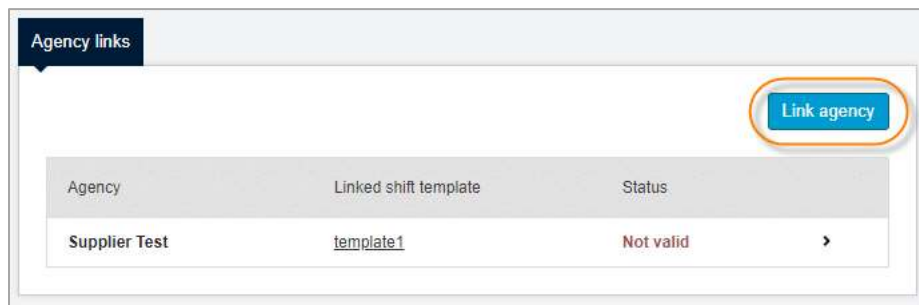 Agency links
Link agency
Agency Linked shift template Status
Supplier Test template1 Not valid